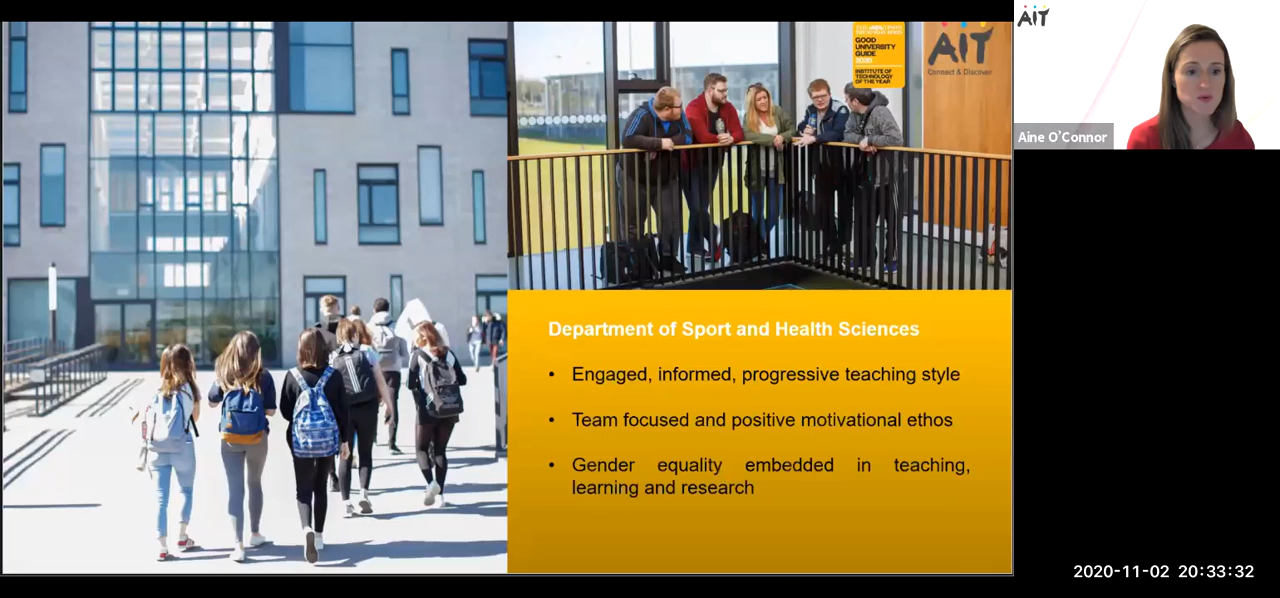 GOOD
UNIVERSITY
GUIDE
2020
INSTITUTE OF
TECHNOLOGY
OF THE YEAR
AIT
Connect & Discover
Department of Sport and Health Sciences
• Engaged, informed, progressive teaching style
• Team focused and positive motivational ethos
• Gender equality embedded in teaching,
learning and research
AIT
Aine O'Connor
2020-11-02 20:33:32